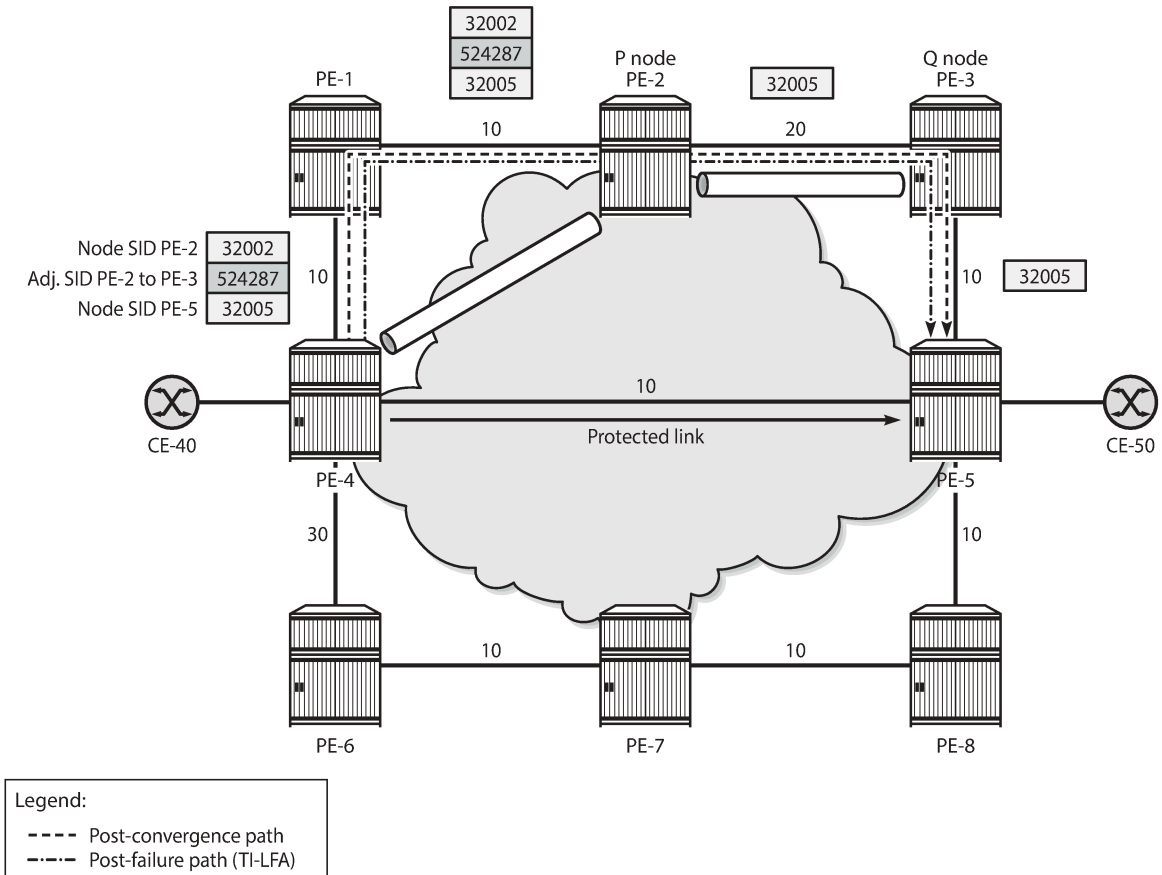 32002
524287
32005
P node
PE-2
32005
Q node
PE-3
PE-1
10
20
Node SID PE-2 32002
Adj. SID PE-2 to PE-3 524287
Node SID PE-5 32005
10
10
32005
10
Protected link
CE-40
CE-50
PE-4
PE-5
30
10
10
10
PE-6
PE-7
PE-8
Legend:
Post-convergence path
Post-failure path (TI-LFA)